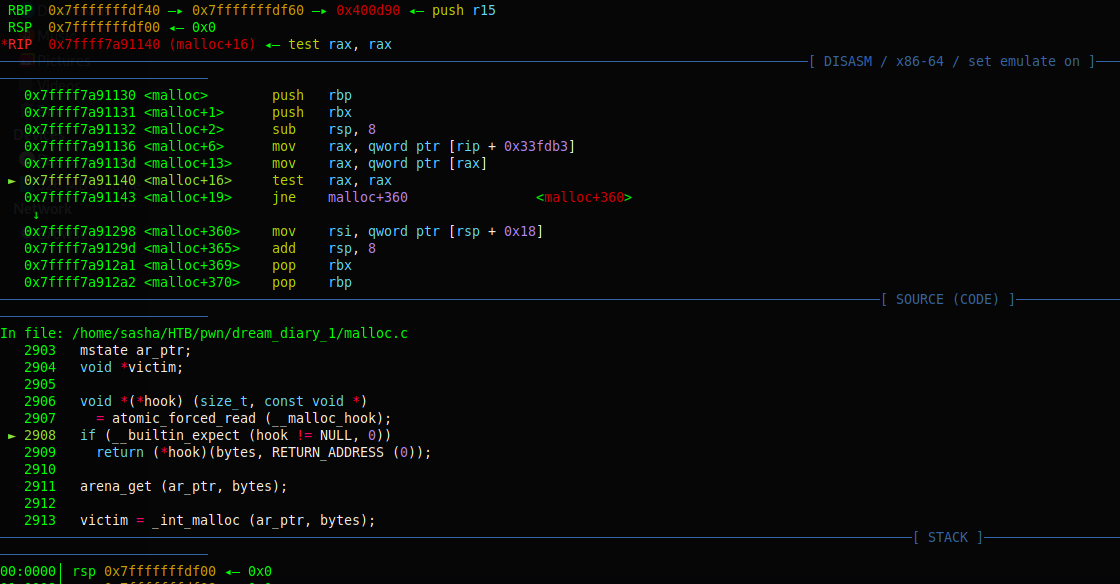 RBP  0x7fffffffdf40 —▸ 0x7fffffffdf60 —▸ 0x400d90 ◂— push r15
RSP  0x7fffffffdf00 ◂— 0x0
*RIP  0x7ffff7a91140 (malloc+16) ◂— test rax, rax
[ DISASM / x86-64 / set emulate on ]
0x7ffff7a91130 <malloc>        push   rbp
0x7ffff7a91131 <malloc+1>      push   rbx
0x7ffff7a91132 <malloc+2>      sub    rsp, 8
0x7ffff7a91136 <malloc+6>      mov    rax, qword ptr [rip + 0x33fdb3]
0x7ffff7a9113d <malloc+13>     mov    rax, qword ptr [rax]
► 0x7ffff7a91140 <malloc+16>     test   rax, rax
0x7ffff7a91143 <malloc+19>     jne    malloc+360                <malloc+360>
↓
0x7ffff7a91298 <malloc+360>    mov    rsi, qword ptr [rsp + 0x18]
0x7ffff7a9129d <malloc+365>    add    rsp, 8
0x7ffff7a912a1 <malloc+369>    pop    rbx
0x7ffff7a912a2 <malloc+370>    pop    rbp
[ SOURCE (CODE) ]
In file: /home/sasha/HTB/pwn/dream_diary_1/malloc.c
2903   mstate ar_ptr;
2904   void *victim;
2905
2906   void *(*hook) (size_t, const void *)
2907     = atomic_forced_read (__malloc_hook);
► 2908   if (__builtin_expect (hook != NULL, 0))
2909     return (*hook)(bytes, RETURN_ADDRESS (0));
2910
2911   arena_get (ar_ptr, bytes);
2912
2913   victim = _int_malloc (ar_ptr, bytes);
[ STACK ]
00:0000│ rsp 0x7fffffffdf00 ◂— 0x0
Pictures
Network